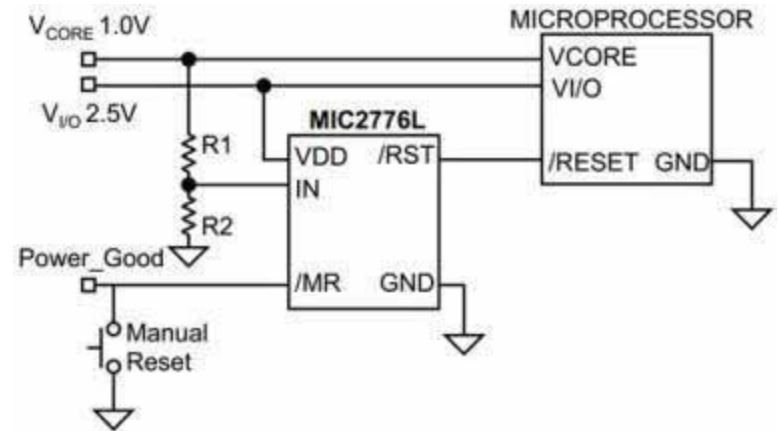 MICROPROCESSOR
VCORE 1.0V
VCORE
VI/O
VI/O 2.5V
MIC2776L
R1
VDD /RST
/RESET GND
IN
R2
Power_Good
/MR GND
Manual
Reset